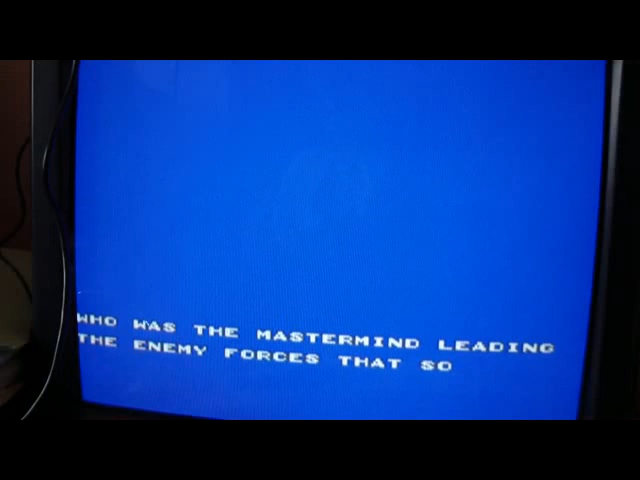 WHO WAS THE MASTERMIND LEADING
THE ENEMY FORCES THAT SO